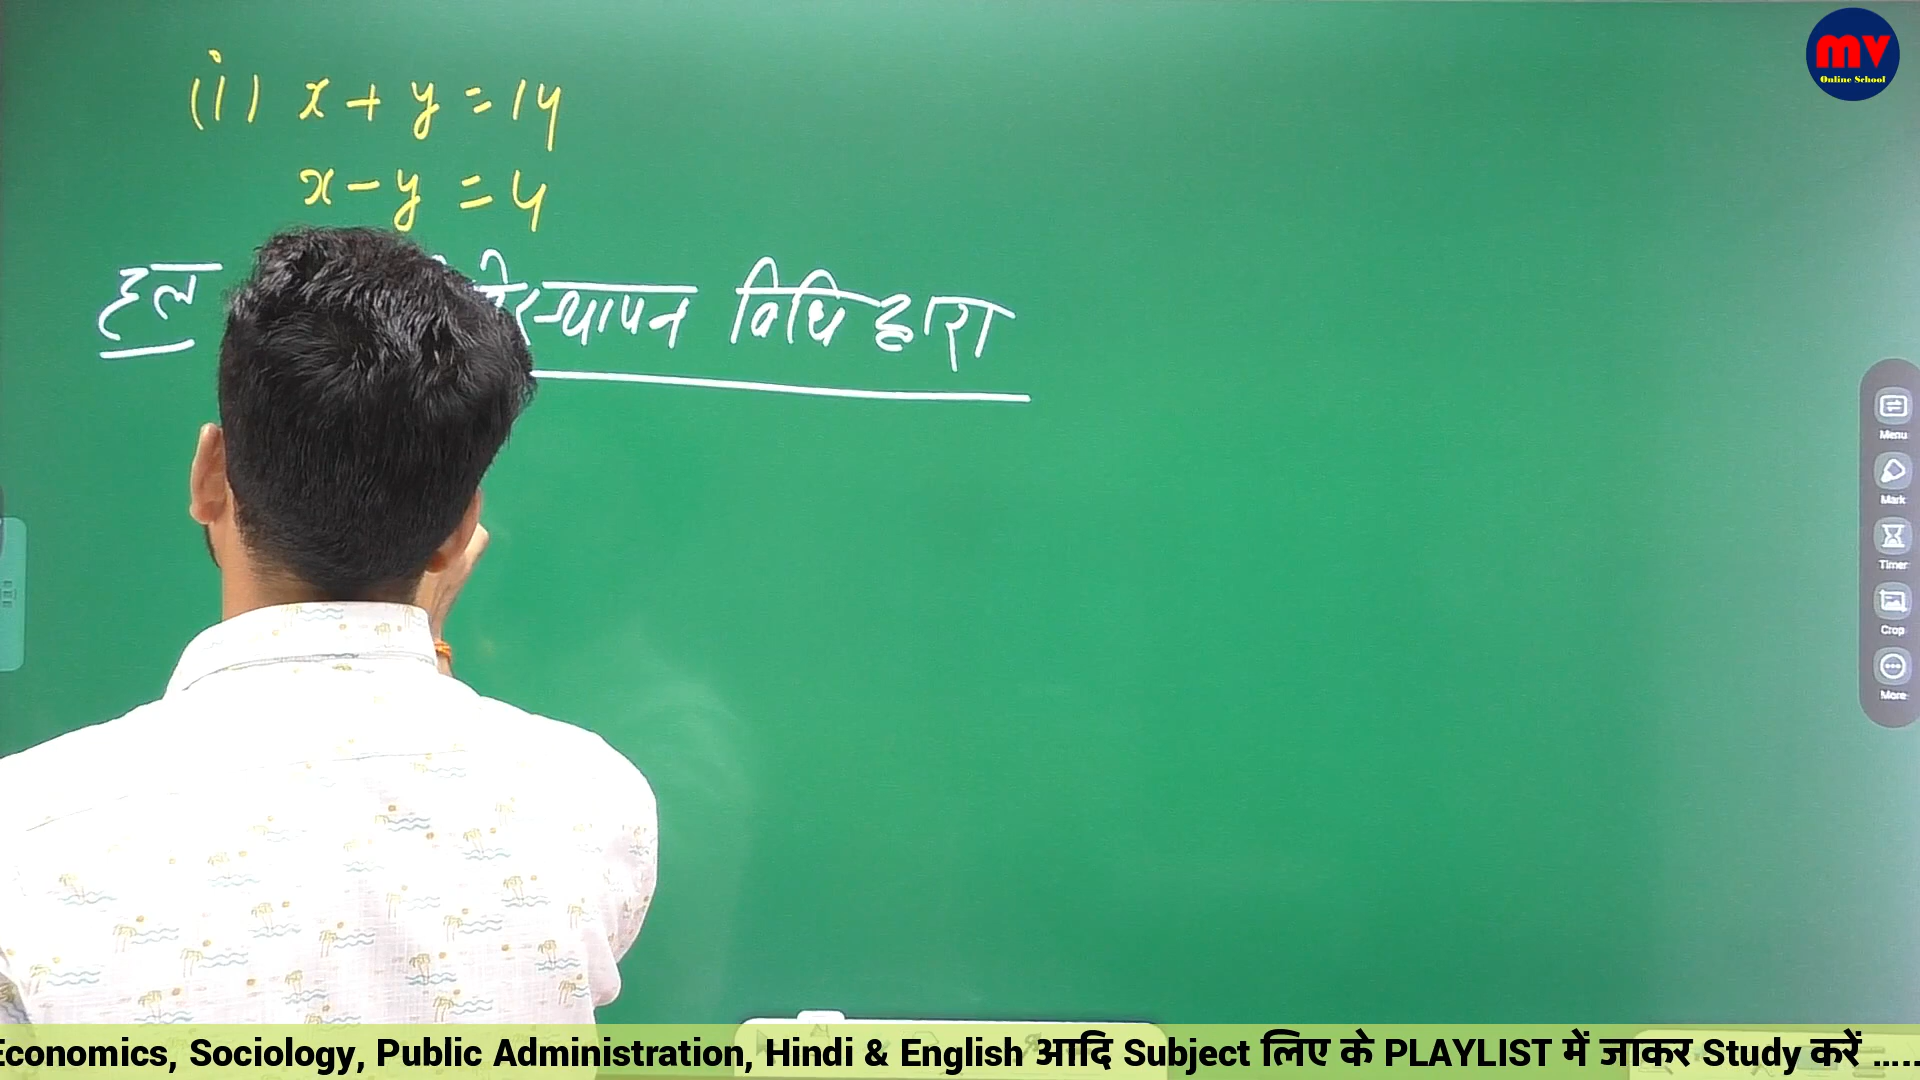 (i) x + y = 14
x - y = 4
हल विधि द्वारा
mv
Online School
Menu
Mark
Timer
Crop
More
Economics, Sociology, Public Administration, Hindi & English आदि Subject लिए के PLAYLIST में जाकर Study करें .....